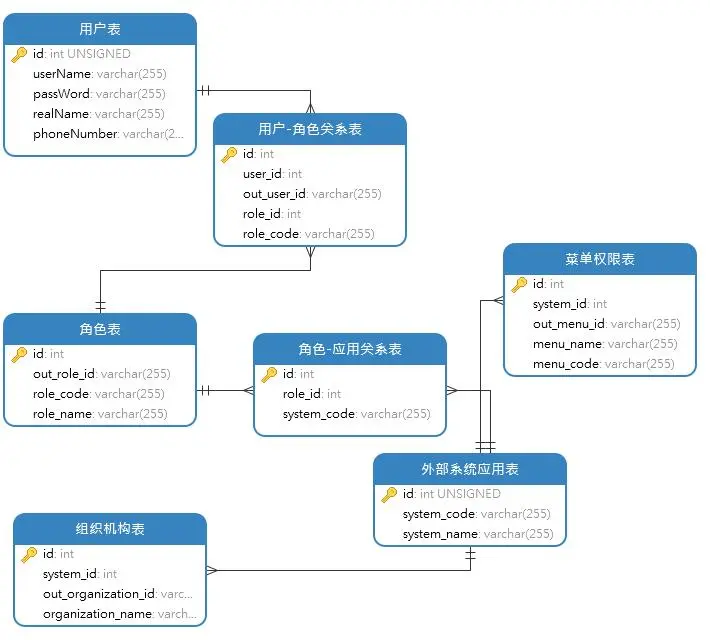 用户表
id: int UNSIGNED
userName: varchar(255)
passWord: varchar(255)
realName: varchar(255)
phoneNumber: varchar(2...
用户-角色关系表
id: int
user_id: int
out_user_id: varchar(255)
role_id: int
role_code: varchar(255)
菜单权限表
id: int
system_id: int
out_menu_id: varchar(255)
menu_name: varchar(255)
menu_code: varchar(255)
角色表
id: int
out_role_id: varchar(255)
role_code: varchar(255)
role_name: varchar(255)
角色-应用关系表
id: int
role_id: int
system_code: varchar(255)
外部系统应用表
id: int UNSIGNED
system_code: varchar(255)
system_name: varchar(255)
组织机构表
id: int
system_id: int
out_organization_id: varc...
organization_name: varch...